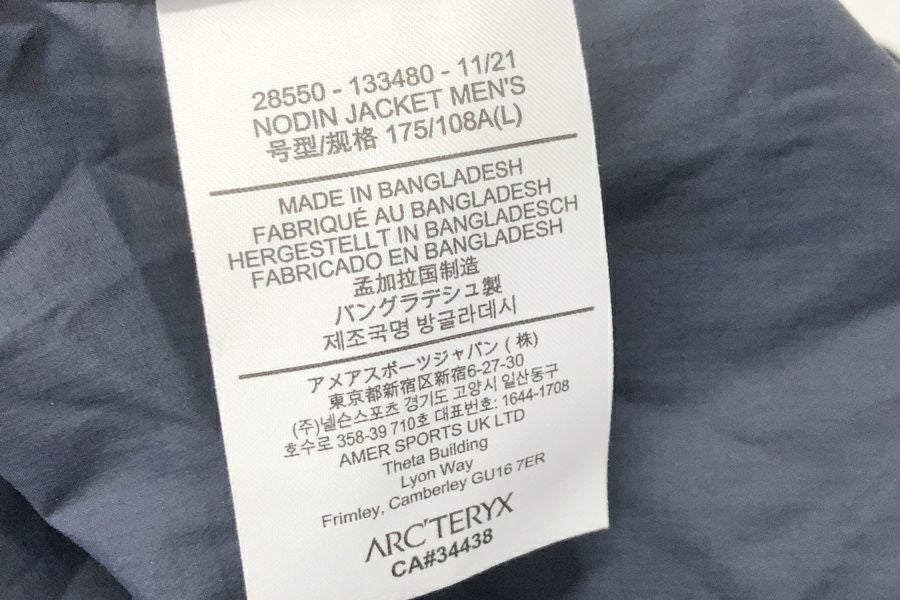 28550 - 133480 - 11/21
NODIN JACKET MEN'S
号型/规格 175/108A(L)
MADE IN BANGLADESH
FABRIQUÉ AU BANGLADESH
HERGESTELLT IN BANGLADESCH
FABRICADO EN BANGLADESH
孟加拉国制造
バングラデシュ製
제조국명 방글라데시
アメアスポーツジャパン (株)
東京都新宿区新宿6-27-30
(주)넬슨스포츠 경기도 고양시 일산동구
호수로 358-39 710호 대표번호: 1644-1708
AMER SPORTS UK LTD
Theta Building
Lyon Way
Frimley, Camberley GU16 7ER
ARC'TERYX
CA#34438